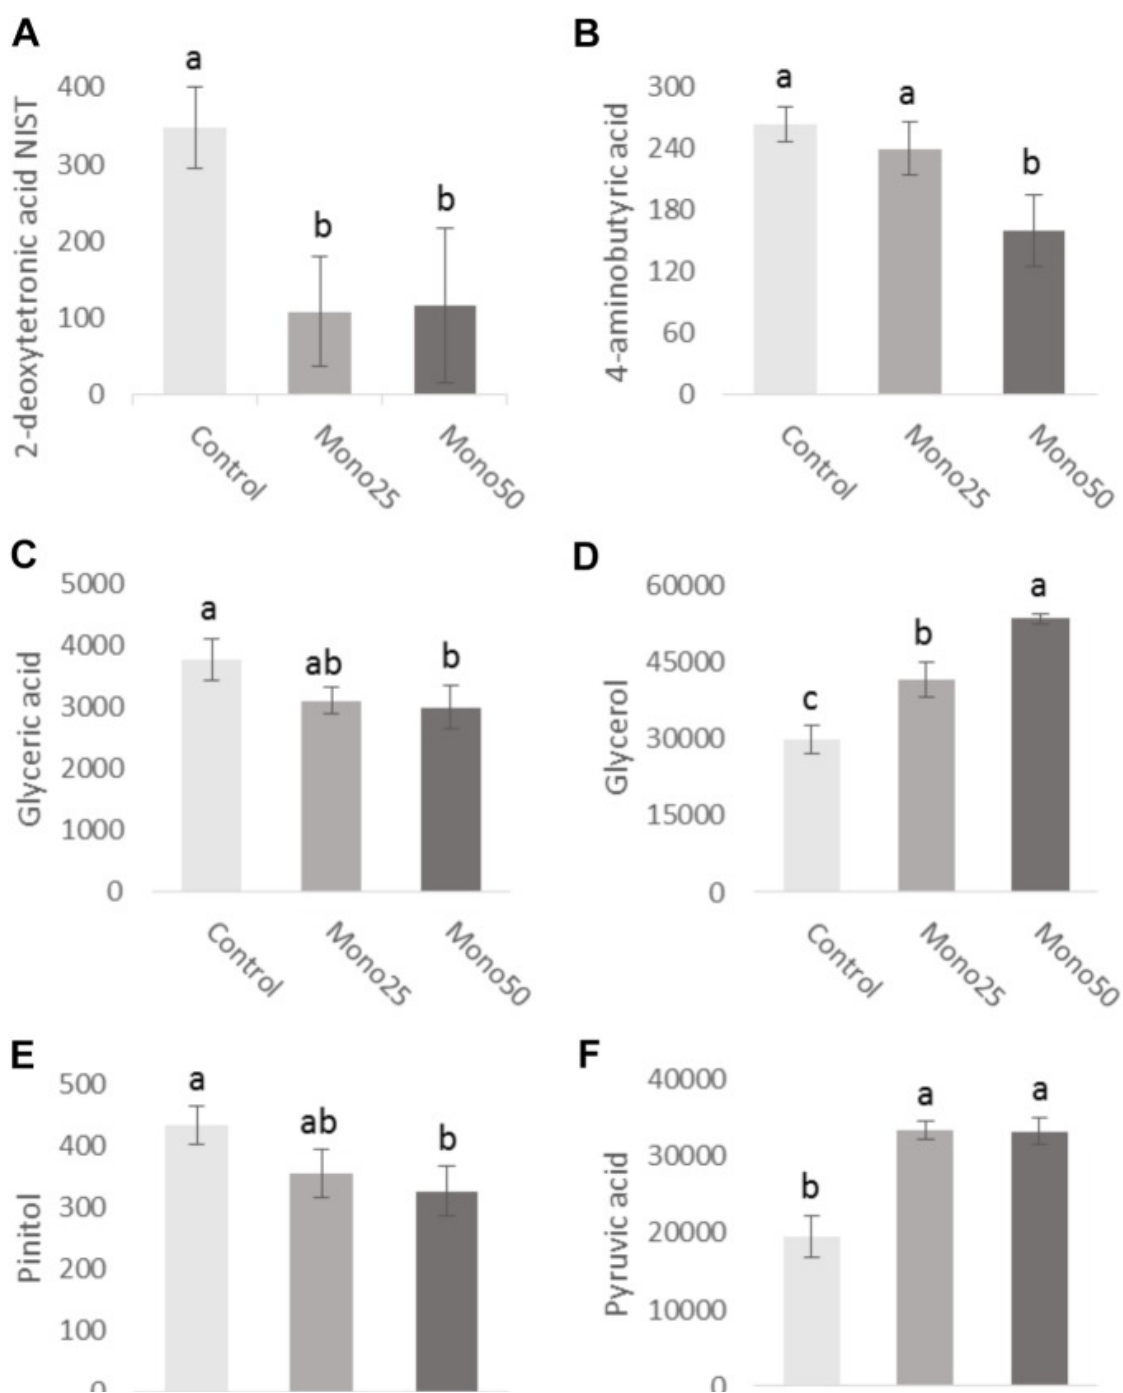 A
2-deoxytetronic acid NIST
400
300
200
100
0
a
b
b
Control
Mono25
Mono50
B
4-aminobutyric acid
300
240
180
120
60
0
a
a
b
Control
Mono25
Mono50
C
Glyceric acid
5000
4000
3000
2000
1000
0
a
ab
b
Control
Mono25
Mono50
D
Glycerol
60000
45000
30000
15000
0
c
b
a
Control
Mono25
Mono50
E
Pinitol
500
400
300
200
100
0
a
ab
b
F
Pyruvic acid
40000
30000
20000
10000
0
b
a
a